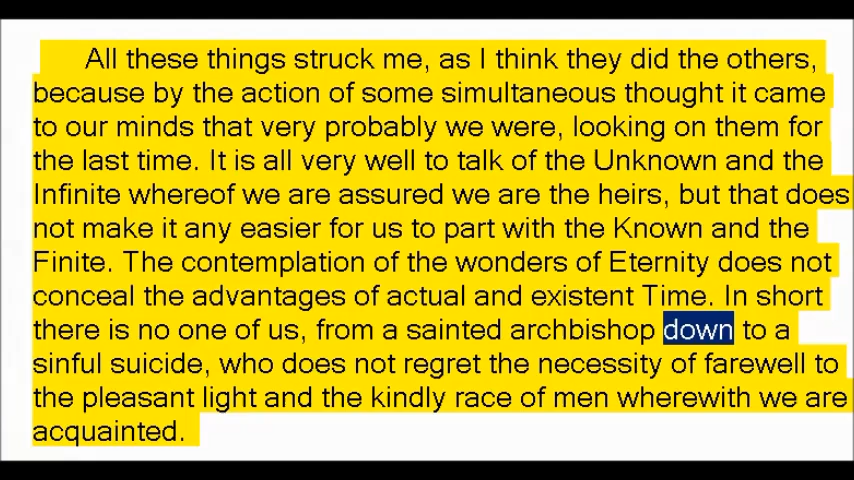 All these things struck me, as I think they did the others,
because by the action of some simultaneous thought it came
to our minds that very probably we were, looking on them for
the last time. It is all very well to talk of the Unknown and the
Infinite whereof we are assured we are the heirs, but that does
not make it any easier for us to part with the Known and the
Finite. The contemplation of the wonders of Eternity does not
conceal the advantages of actual and existent Time. In short
there is no one of us, from a sainted archbishop down to a
sinful suicide, who does not regret the necessity of farewell to
the pleasant light and the kindly race of men wherewith we are
acquainted.